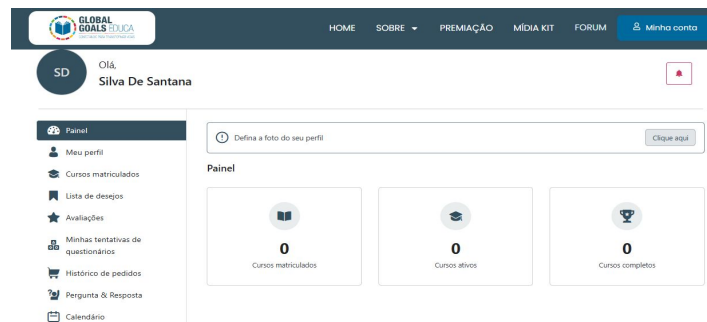 GLOBAL
GOALS EDUCA
HOME SOBRE PREMIAÇÃO MÍDIA KIT FORUM Minha conta
SD
Olá,
Silva De Santana
Painel
Meu perfil
Cursos matriculados
Lista de desejos
Avaliações
Minhas tentativas de
questionários
Histórico de pedidos
Pergunta & Resposta
Calendário
Defina a foto do seu perfil Clique aqui
Painel
0
Cursos matriculados
0
Cursos ativos
0
Cursos completos